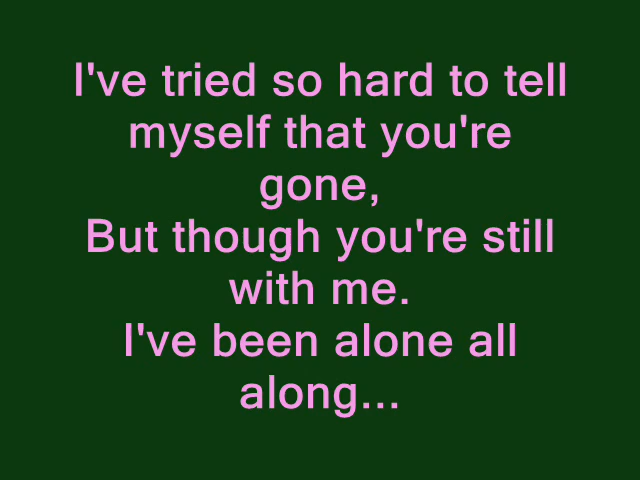 I've tried so hard to tell
myself that you're
gone,
But though you're still
with me.
I've been alone all
along...